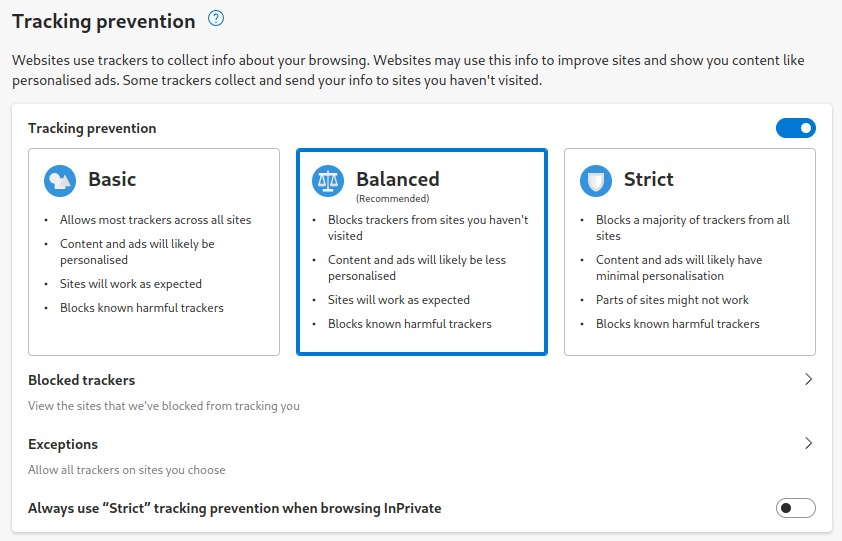 Tracking prevention ?
Websites use trackers to collect info about your browsing. Websites may use this info to improve sites and show you content like
personalised ads. Some trackers collect and send your info to sites you haven't visited.
Tracking prevention
Basic
• Allows most trackers across all sites
• Content and ads will likely be
personalised
• Sites will work as expected
• Blocks known harmful trackers
Balanced
(Recommended)
• Blocks trackers from sites you haven't
visited
• Content and ads will likely be less
personalised
• Sites will work as expected
• Blocks known harmful trackers
Strict
• Blocks a majority of trackers from all
sites
• Content and ads will likely have
minimal personalisation
• Parts of sites might not work
• Blocks known harmful trackers
Blocked trackers
View the sites that we've blocked from tracking you
Exceptions
Allow all trackers on sites you choose
Always use “Strict” tracking prevention when browsing InPrivate